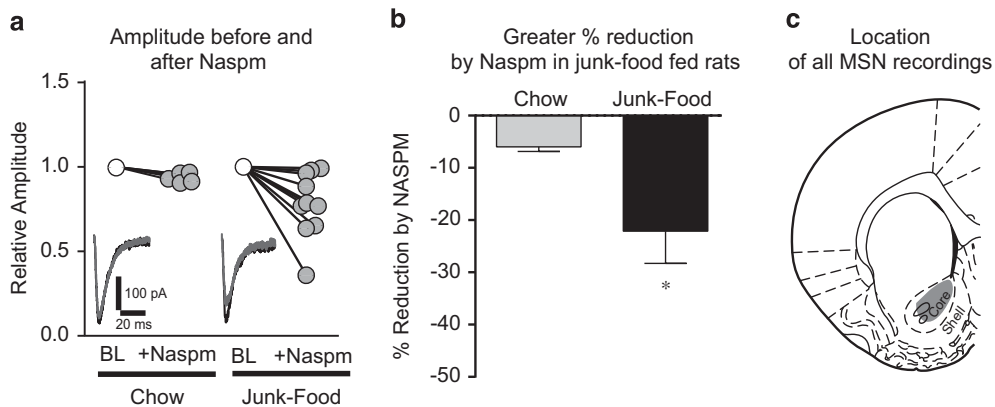 a
Amplitude before and
after Naspm
Relative Amplitude
1.5
1.0
0.5
0.0
100 pA
20 ms
BL +Naspm BL +Naspm
Chow Junk-Food
b
Greater % reduction
by Naspm in junk-food fed rats
Chow Junk-Food
% Reduction by NASPM
0
-10
-20
-30
-40
-50
*
c
Location
of all MSN recordings
Core
Shell